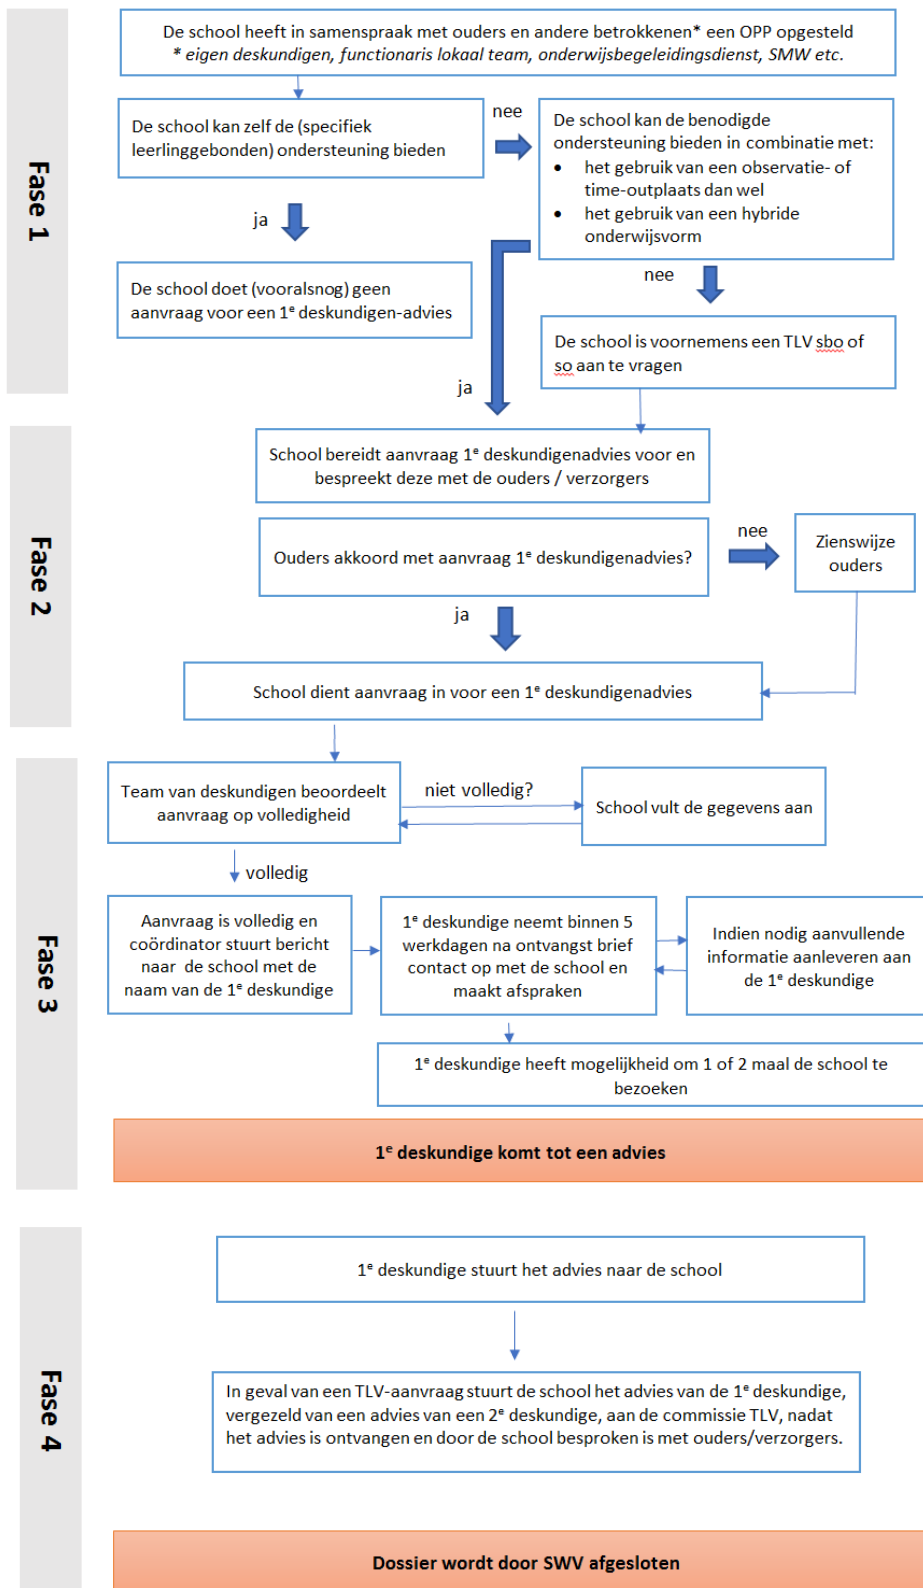 De school heeft in samenspraak met ouders en andere betrokkenen* een OPP opgesteld
* eigen deskundigen, functionaris lokaal team, onderwijsbegeleidingsdienst, SMW etc.
Fase 1
De school kan zelf de (specifiek
leerlinggebonden) ondersteuning bieden
nee
De school kan de benodigde
ondersteuning bieden in combinatie met:
• het gebruik van een observatie- of
time-outplaats dan wel
• het gebruik van een hybride
onderwijsvorm
ja
nee
De school doet (vooralsnog) geen
aanvraag voor een 1e deskundigen-advies
De school is voornemens een TLV sbo of
so aan te vragen
ja
Fase 2
School bereidt aanvraag 1e deskundigenadvies voor en
bespreekt deze met de ouders / verzorgers
Ouders akkoord met aanvraag 1e deskundigenadvies?
nee
Zienswijze
ouders
ja
School dient aanvraag in voor een 1e deskundigenadvies
Fase 3
Team van deskundigen beoordeelt
aanvraag op volledigheid
niet volledig?
School vult de gegevens aan
volledig
Aanvraag is volledig en
coördinator stuurt bericht
naar de school met de
naam van de 1e deskundige
1e deskundige neemt binnen 5
werkdagen na ontvangst brief
contact op met de school en
maakt afspraken
Indien nodig aanvullende
informatie aanleveren aan
de 1e deskundige
1e deskundige heeft mogelijkheid om 1 of 2 maal de school te
bezoeken
1e deskundige komt tot een advies
Fase 4
1e deskundige stuurt het advies naar de school
In geval van een TLV-aanvraag stuurt de school het advies van de 1e deskundige,
vergezeld van een advies van een 2e deskundige, aan de commissie TLV, nadat
het advies is ontvangen en door de school besproken is met ouders/verzorgers.
Dossier wordt door SWV afgesloten